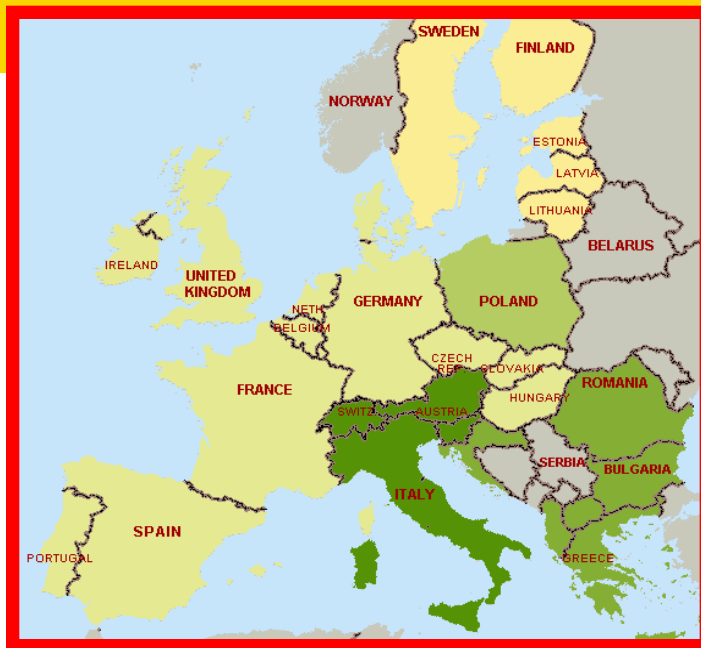 SWEDEN
FINLAND
NORWAY
ESTONIA
LATVIA
LITHUANIA
BELARUS
IRELAND
UNITED
KINGDOM
NETH
BELGIUM
GERMANY
POLAND
CZECH
REP
SLOVAKIA
FRANCE
ROMANIA
HUNGARY
SWITZ
AUSTRIA
SERBIA
BULGARIA
ITALY
SPAIN
PORTUGAL
GREECE